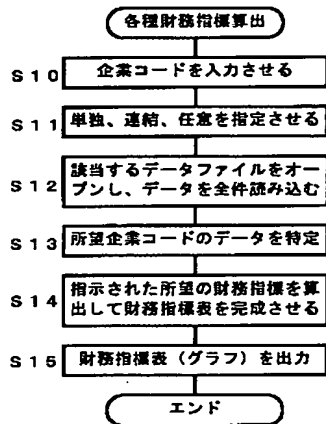 各種財務指標算出
S10 企業コードを入力させる
S11 単独、連結、任意を指定させる
S12 該当するデータファイルをオー
プンし、データを全件読み込む
S13 所望企業コードのデータを特定
S14 指示された所望の財務指標を算
出して財務指標表を完成させる
S15 財務指標表（グラフ）を出力
エンド